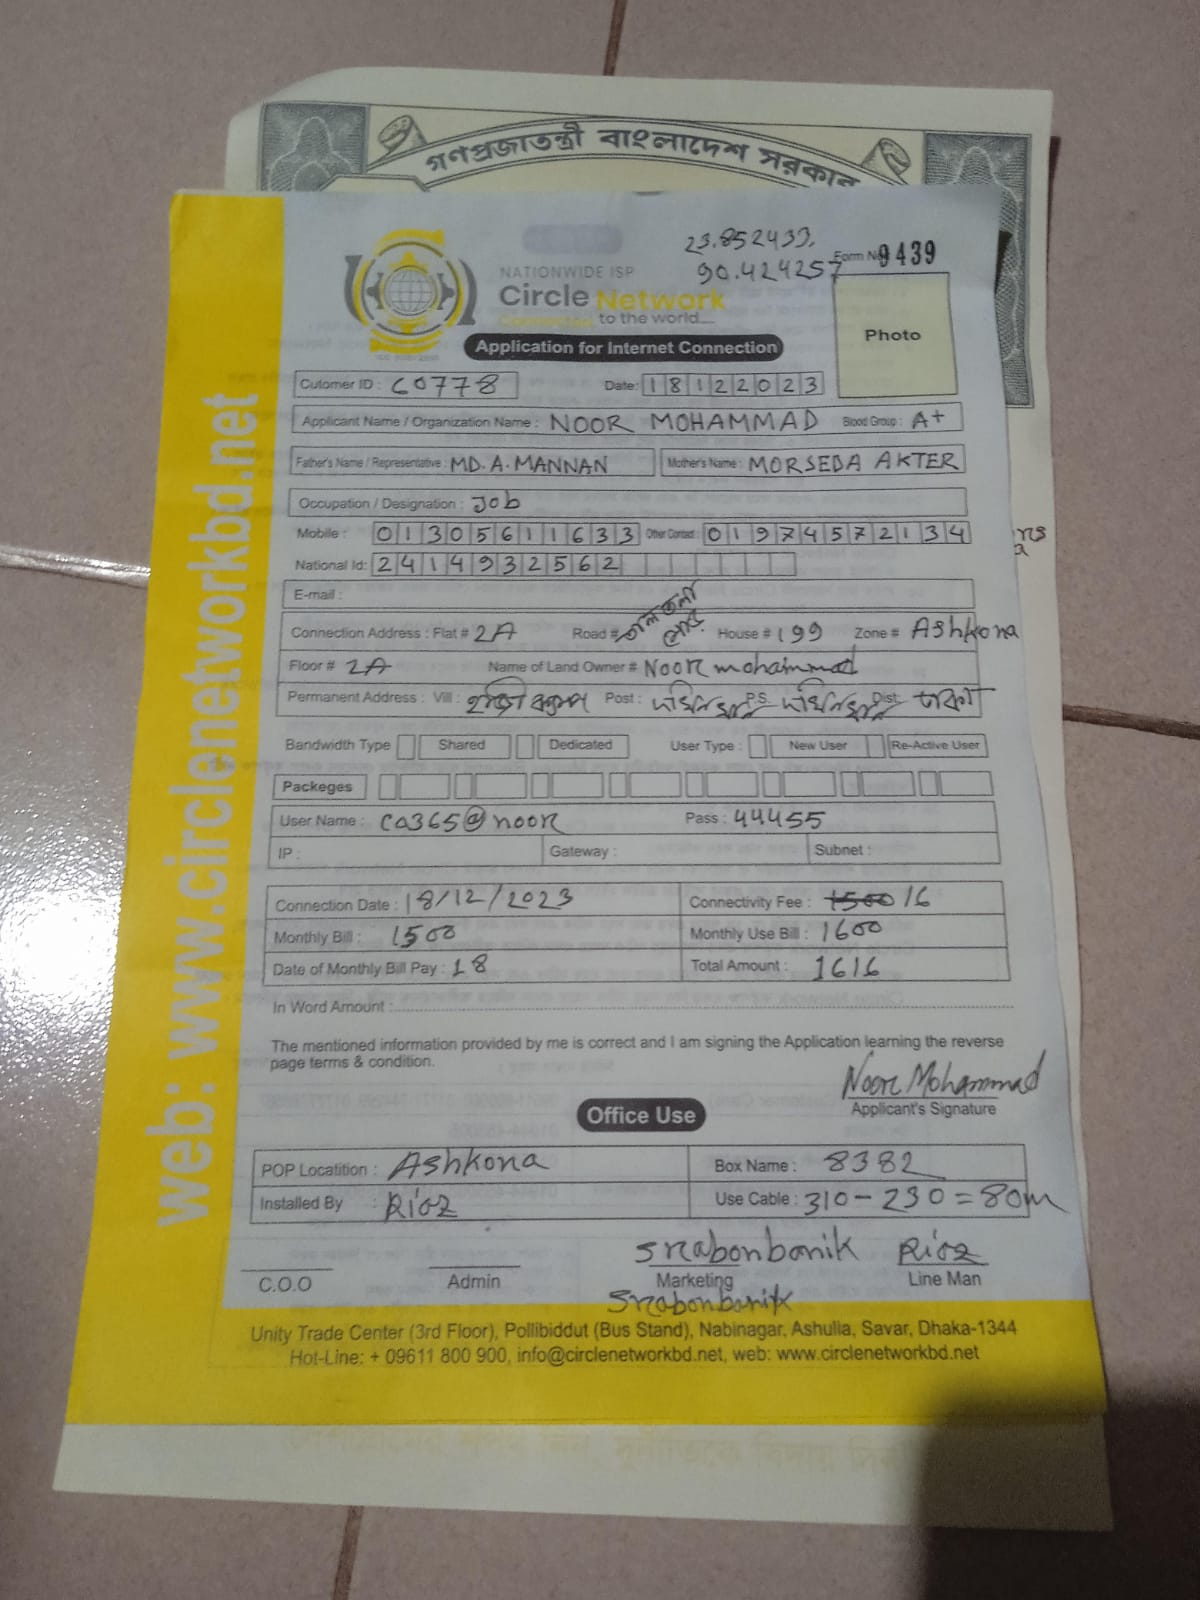 গণপ্রজাতন্ত্রী বাংলাদেশ সরকার
23.852433,
90.424257
Form No 9439
NATIONWIDE ISP
Circle Network
Connected to the world....
Photo
Application for Internet Connection
Cutomer ID : C0778 Date: 18122023
Applicant Name / Organization Name : NOOR MOHAMMAD Blood Group : A+
Father's Name / Representative : MD. A. MANNAN Mother's Name : MORSEDA AKTER
Occupation / Designation : Job
Mobile : 01305611633 Other Contact : 01974572134
National Id: 2414932562
E-mail :
Connection Address : Flat # 2A Road # House # 199 Zone # Ashkona
Floor # 2A Name of Land Owner # Noor mohammad
Permanent Address : Vill : Post : P.S. Dist: ঢাকা
Bandwidth Type Shared Dedicated User Type : New User Re-Active User
Packeges
User Name : C0365@noor Pass : 44455
IP : Gateway : Subnet :
Connection Date : 18/12/2023 Connectivity Fee : 1500 16
Monthly Bill : 1500 Monthly Use Bill : 1600
Date of Monthly Bill Pay : 18 Total Amount : 1616
In Word Amount :
The mentioned information provided by me is correct and I am signing the Application learning the reverse
page terms & condition.
Noor Mohammad
Applicant's Signature
Office Use
POP Locatition : Ashkona Box Name : 8382
Installed By : Riaz Use Cable : 310 - 230 = 80m
Srabonbonik Riaz
C.O.O Admin Marketing Line Man
Srabonbonik
Unity Trade Center (3rd Floor), Pollibiddut (Bus Stand), Nabinagar, Ashulia, Savar, Dhaka-1344
Hot-Line: + 09611 800 900, info@circlenetworkbd.net, web: www.circlenetworkbd.net
web: www.circlenetworkbd.net